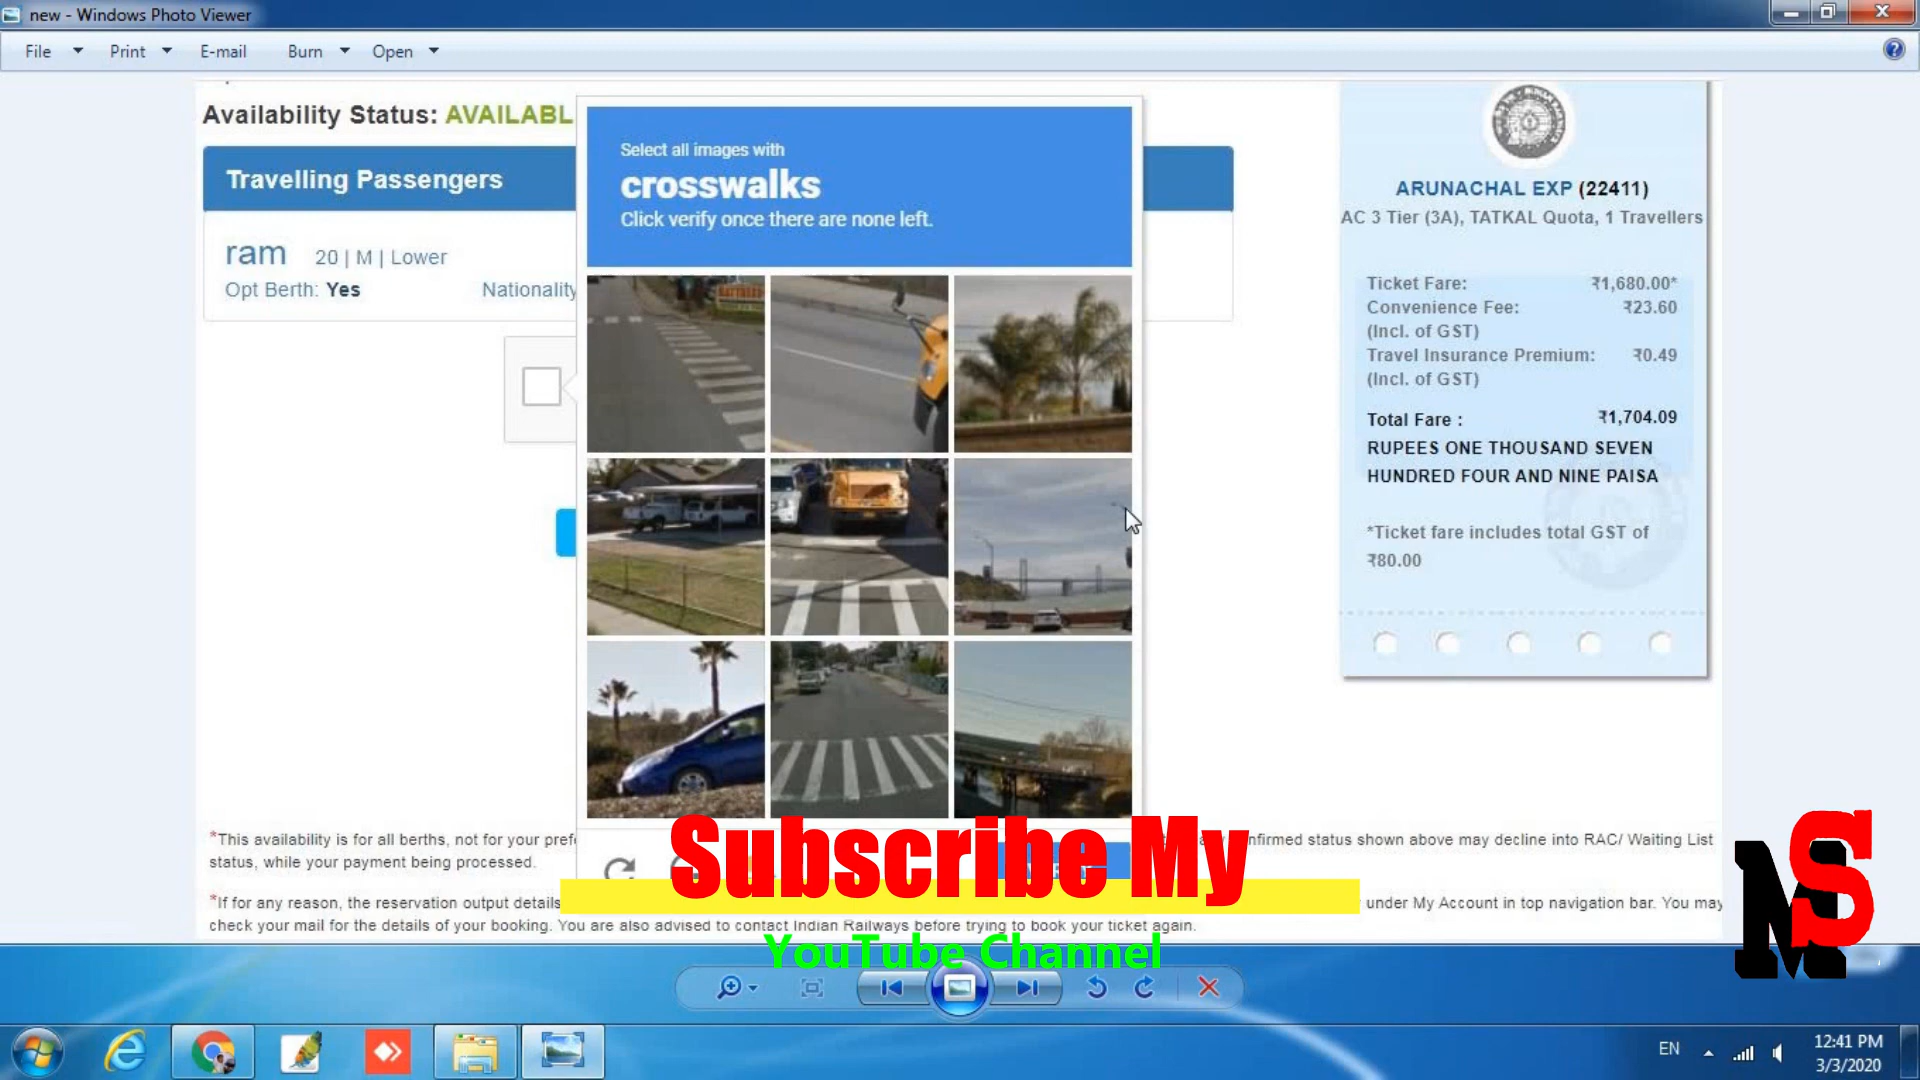 new - Windows Photo Viewer
File Print E-mail Burn Open
Availability Status: AVAILABL
Travelling Passengers
ram 20 | M | Lower
Opt Berth: Yes Nationality
Select all images with
crosswalks
Click verify once there are none left.
ARUNACHAL EXP (22411)
AC 3 Tier (3A), TATKAL Quota, 1 Travellers
Ticket Fare: ₹1,680.00*
Convenience Fee: ₹23.60
(Incl. of GST)
Travel Insurance Premium: ₹0.49
(Incl. of GST)
Total Fare : ₹1,704.09
RUPEES ONE THOUSAND SEVEN
HUNDRED FOUR AND NINE PAISA
*Ticket fare includes total GST of
₹80.00
*This availability is for all berths, not for your pref nfirmed status shown above may decline into RAC/ Waiting List
status, while your payment being processed.
*If for any reason, the reservation output details under My Account in top navigation bar. You may
check your mail for the details of your booking. You are also advised to contact Indian Railways before trying to book your ticket again.
Subscribe My
YouTube Channel
MS
EN
12:41 PM
3/3/2020